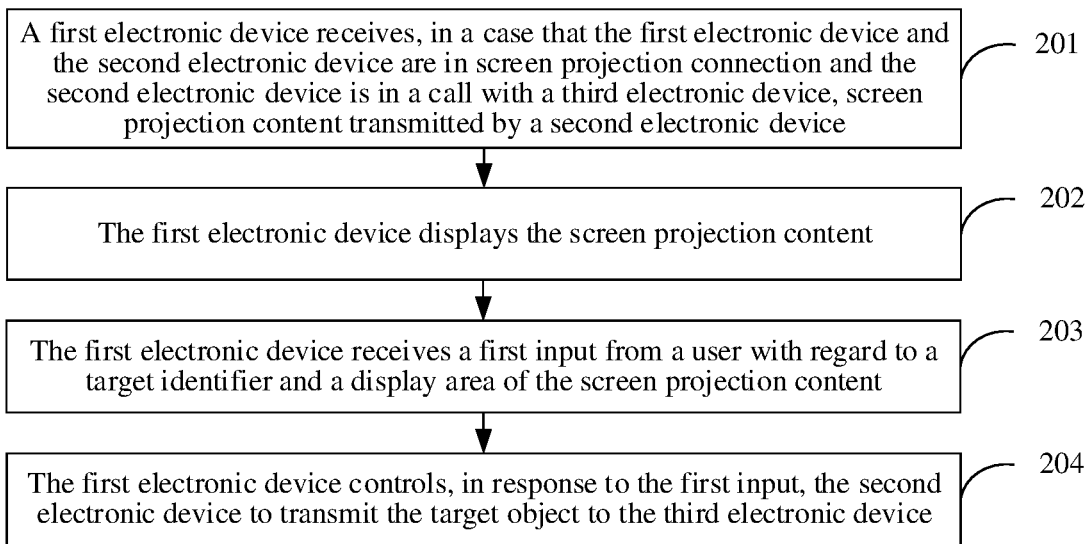 A first electronic device receives, in a case that the first electronic device and
the second electronic device are in screen projection connection and the
second electronic device is in a call with a third electronic device, screen
projection content transmitted by a second electronic device
201
The first electronic device displays the screen projection content
202
The first electronic device receives a first input from a user with regard to a
target identifier and a display area of the screen projection content
203
The first electronic device controls, in response to the first input, the second
electronic device to transmit the target object to the third electronic device
204